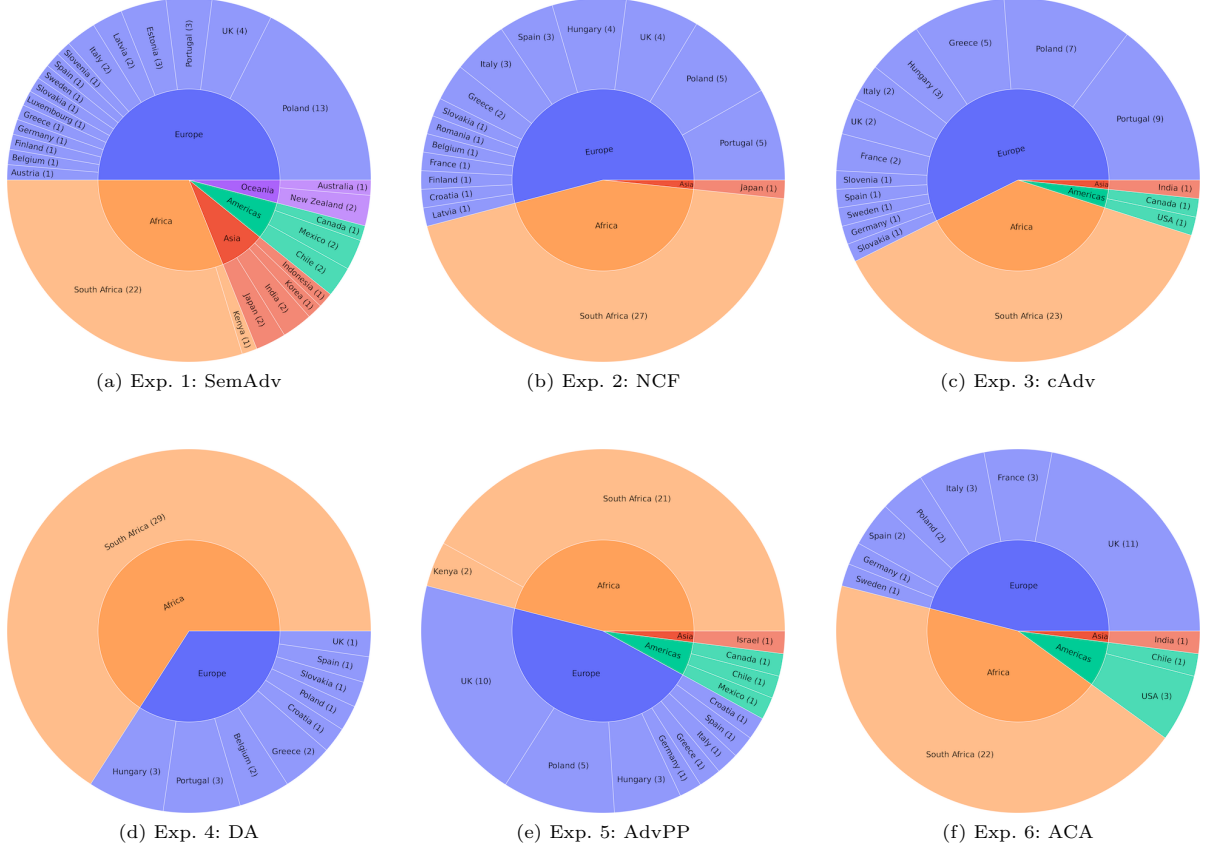 Poland (13)
UK (4)
Portugal (3)
Estonia (3)
Latvia (2)
Italy (2)
Slovenia (1)
Spain (1)
Sweden (1)
Slovakia (1)
Luxembourg (1)
Greece (1)
Germany (1)
Finland (1)
Belgium (1)
Austria (1)
Europe
Oceania
Americas
Asia
Africa
Australia (1)
New Zealand (2)
Canada (1)
Mexico (2)
Chile (2)
Indonesia (1)
Korea (1)
India (2)
Japan (2)
Kenya (1)
South Africa (22)
(a) Exp. 1: SemAdv
Portugal (5)
Poland (5)
UK (4)
Hungary (4)
Spain (3)
Italy (3)
Greece (2)
Slovakia (1)
Romania (1)
Belgium (1)
France (1)
Finland (1)
Croatia (1)
Latvia (1)
Europe
Asia
Africa
Japan (1)
South Africa (27)
(b) Exp. 2: NCF
Portugal (9)
Poland (7)
Greece (5)
Hungary (3)
Italy (2)
UK (2)
France (2)
Slovenia (1)
Spain (1)
Sweden (1)
Germany (1)
Slovakia (1)
Europe
Asia
Americas
Africa
India (1)
Canada (1)
USA (1)
South Africa (23)
(c) Exp. 3: cAdv
South Africa (29)
Africa
Europe
UK (1)
Spain (1)
Slovakia (1)
Poland (1)
Croatia (1)
Greece (2)
Belgium (2)
Portugal (3)
Hungary (3)
(d) Exp. 4: DA
South Africa (21)
Kenya (2)
Africa
Asia
Americas
Europe
Israel (1)
Canada (1)
Chile (1)
Mexico (1)
Croatia (1)
Spain (1)
Italy (1)
Greece (1)
Germany (1)
Hungary (3)
Poland (5)
UK (10)
(e) Exp. 5: AdvPP
UK (11)
France (3)
Italy (3)
Poland (2)
Spain (2)
Germany (1)
Sweden (1)
Europe
Asia
Americas
Africa
India (1)
Chile (1)
USA (3)
South Africa (22)
(f) Exp. 6: ACA